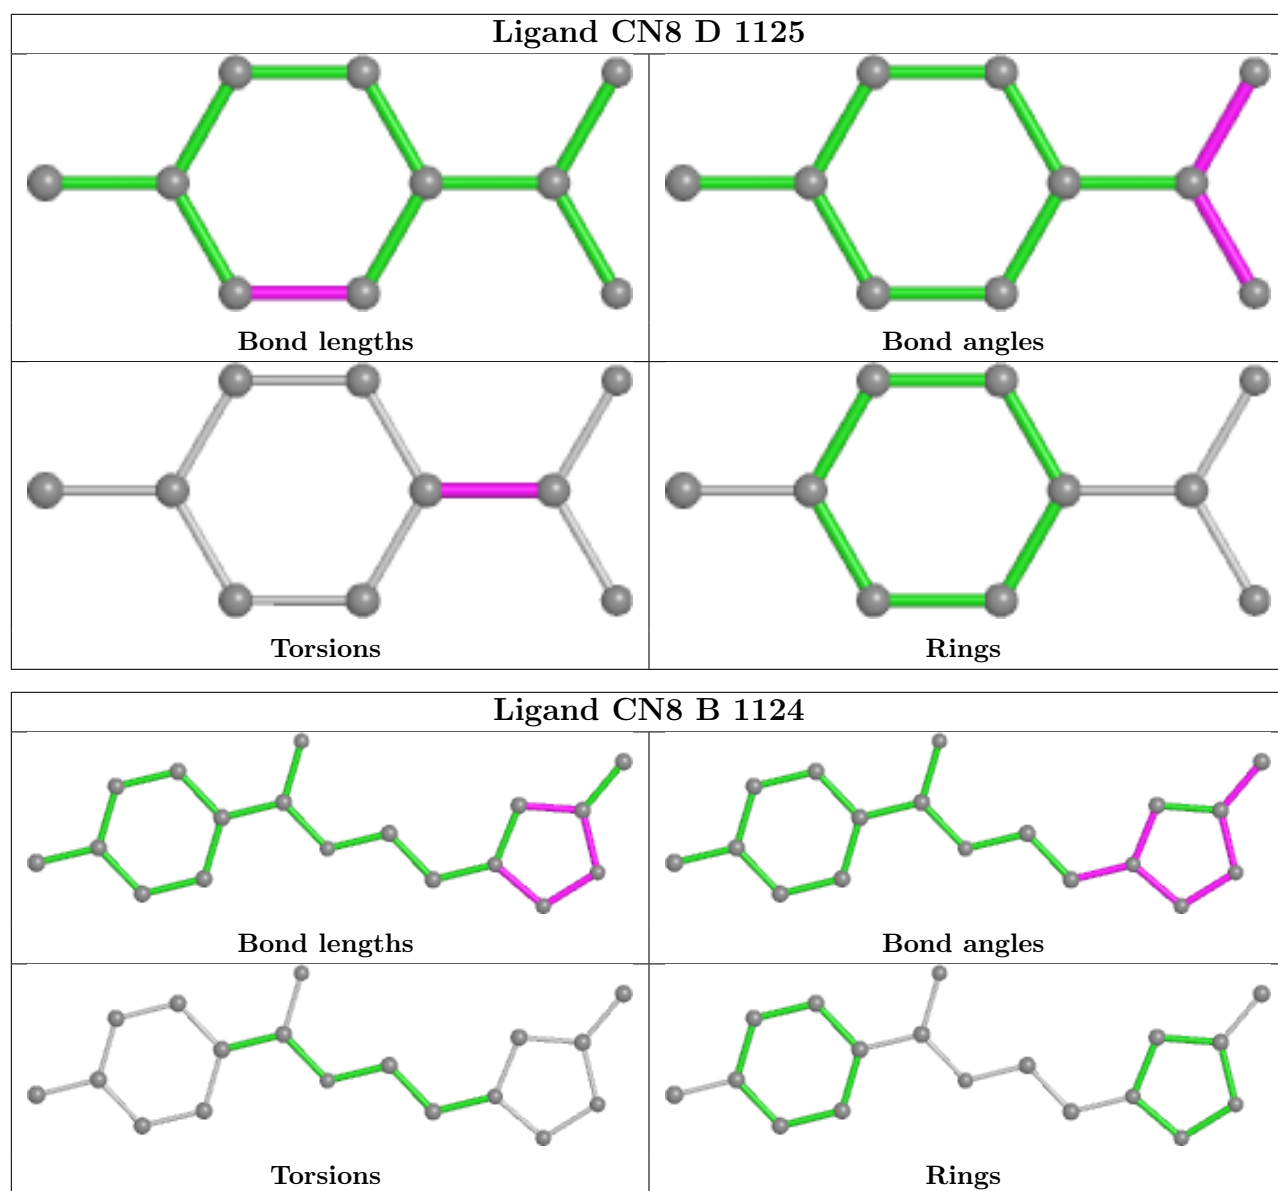 Ligand CN8 D 1125
Bond lengths
Bond angles
Torsions
Rings
Ligand CN8 B 1124
Bond lengths
Bond angles
Torsions
Rings